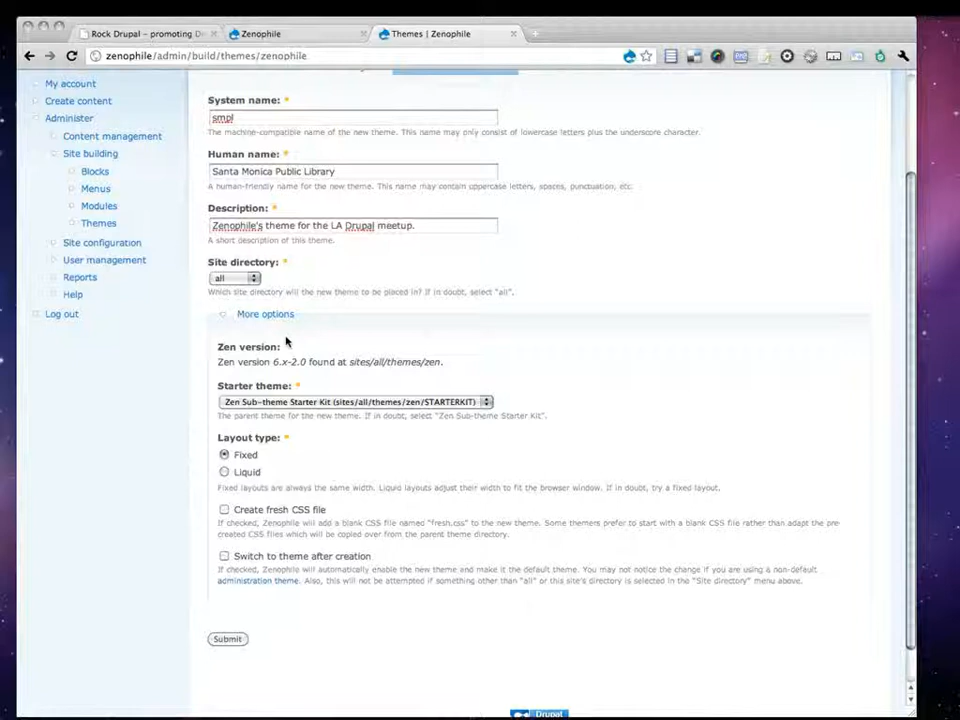 Rock Drupal – promoting D
Zenophile
Themes | Zenophile
zenophile/admin/build/themes/zenophile
My account
Create content
Administer
Content management
Site building
Blocks
Menus
Modules
Themes
Site configuration
User management
Reports
Help
Log out
System name: *
smpl
The machine-compatible name of the new theme. This name may only consist of lowercase letters plus the underscore character.
Human name: *
Santa Monica Public Library
A human-friendly name for the new theme. This name may contain uppercase letters, spaces, punctuation, etc.
Description: *
Zenophile's theme for the LA Drupal meetup.
A short description of this theme.
Site directory: *
all
Which site directory will the new theme to be placed in? If in doubt, select "all".
More options
Zen version:
Zen version 6.x-2.0 found at sites/all/themes/zen.
Starter theme: *
Zen Sub-theme Starter Kit (sites/all/themes/zen/STARTERKIT)
The parent theme for the new theme. If in doubt, select "Zen Sub-theme Starter Kit".
Layout type: *
Fixed
Liquid
Fixed layouts are always the same width. Liquid layouts adjust their width to fit the browser window. If in doubt, try a fixed layout.
Create fresh CSS file
If checked, Zenophile will add a blank CSS file named "fresh.css" to the new theme. Some themers prefer to start with a blank CSS file rather than adapt the pre-
created CSS files which will be copied over from the parent theme directory.
Switch to theme after creation
If checked, Zenophile will automatically enable the new theme and make it the default theme. You may not notice the change if you are using a non-default
administration theme. Also, this will not be attempted if something other than "all" or this site's directory is selected in the "Site directory" menu above.
Submit
Drupal